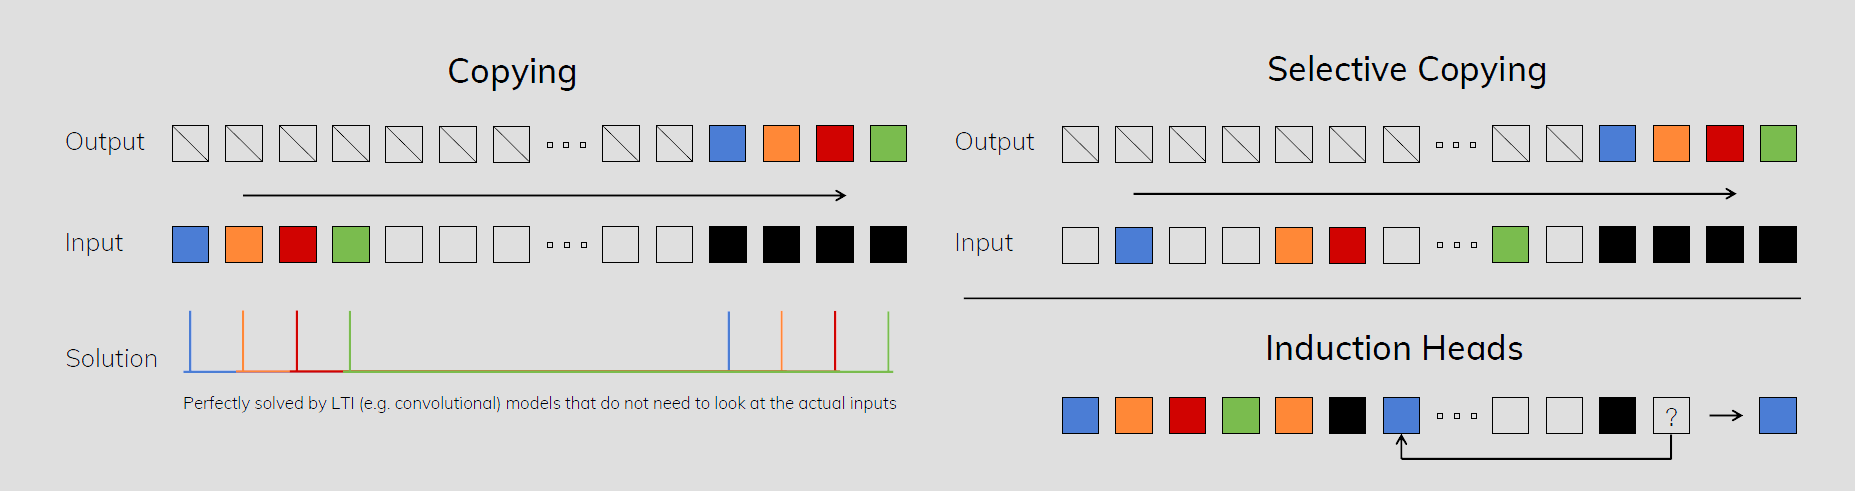 Copying
Output
Input
Solution
Perfectly solved by LTI (e.g. convolutional) models that do not need to look at the actual inputs
Selective Copying
Output
Input
Induction Heads
?